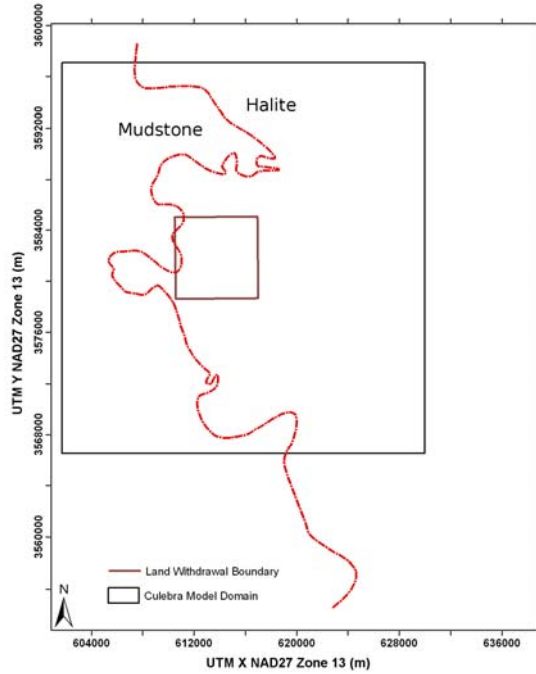 3600000
3592000
3584000
3576000
3568000
3560000
UTM Y NAD27 Zone 13 (m)
Halite
Mudstone
Land Withdrawal Boundary
Culebra Model Domain
N
604000 612000 620000 628000 636000
UTM X NAD27 Zone 13 (m)